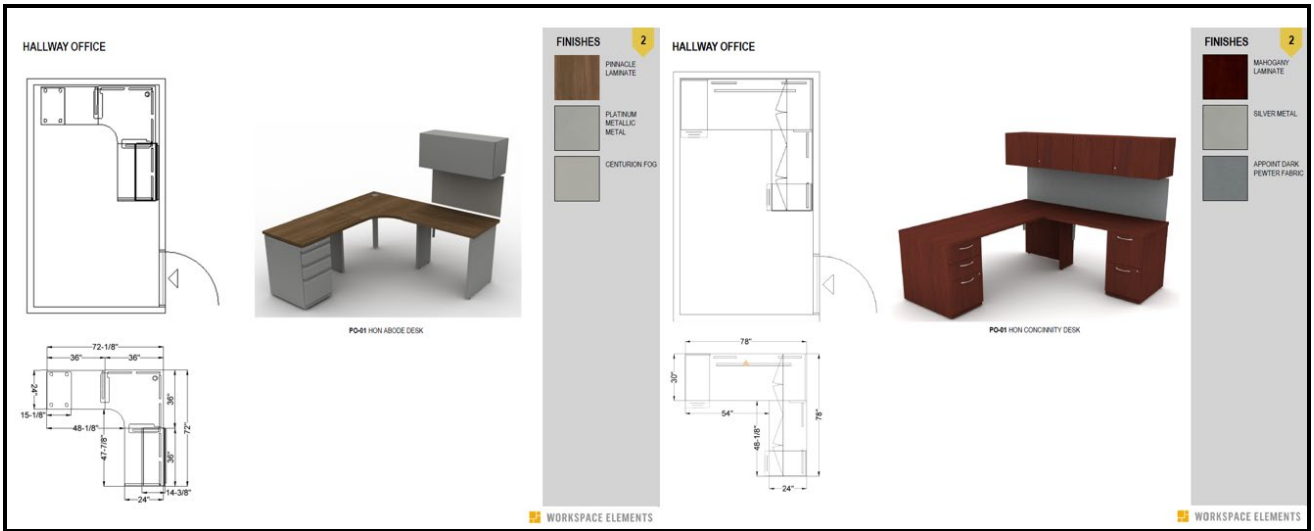 HALLWAY OFFICE
FINISHES
2
PINNACLE
LAMINATE
PLATINUM
METALLIC
METAL
CENTURION FOG
PO-01 HON ABODE DESK
72-1/8"
36"
36"
24"
15-1/8"
48-1/8"
47-7/8"
36"
36"
72"
14-3/8"
24"
WORKSPACE ELEMENTS
HALLWAY OFFICE
FINISHES
2
MAHOGANY
LAMINATE
SILVER METAL
APPOINT DARK
PEWTER FABRIC
PO-01 HON CONCINNITY DESK
78"
30"
54"
48-1/8"
78"
24"
WORKSPACE ELEMENTS